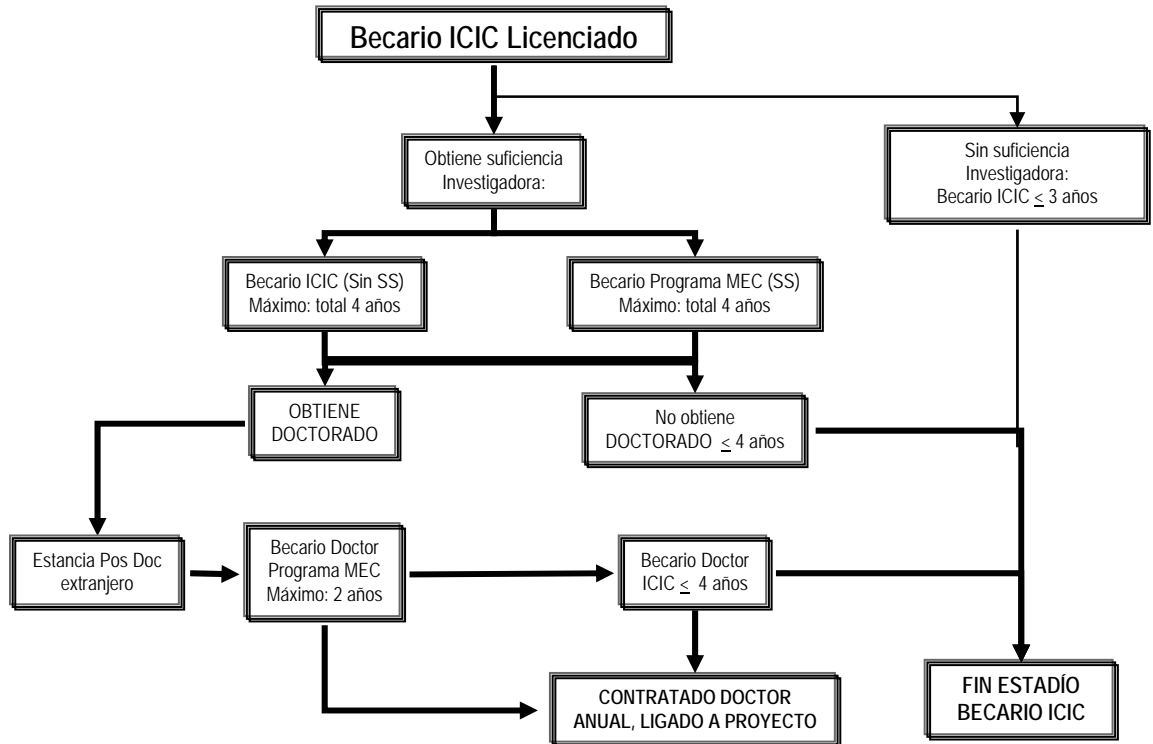 Becario ICIC Licenciado
Obtiene suficiencia
Investigadora:
Sin suficiencia
Investigadora:
Becario ICIC ≤ 3 años
Becario ICIC (Sin SS)
Máximo: total 4 años
Becario Programa MEC (SS)
Máximo: total 4 años
OBTIENE
DOCTORADO
No obtiene
DOCTORADO ≤ 4 años
Estancia Pos Doc
extranjero
Becario Doctor
Programa MEC
Máximo: 2 años
Becario Doctor
ICIC ≤ 4 años
CONTRATADO DOCTOR
ANUAL, LIGADO A PROYECTO
FIN ESTADÍO
BECARIO ICIC